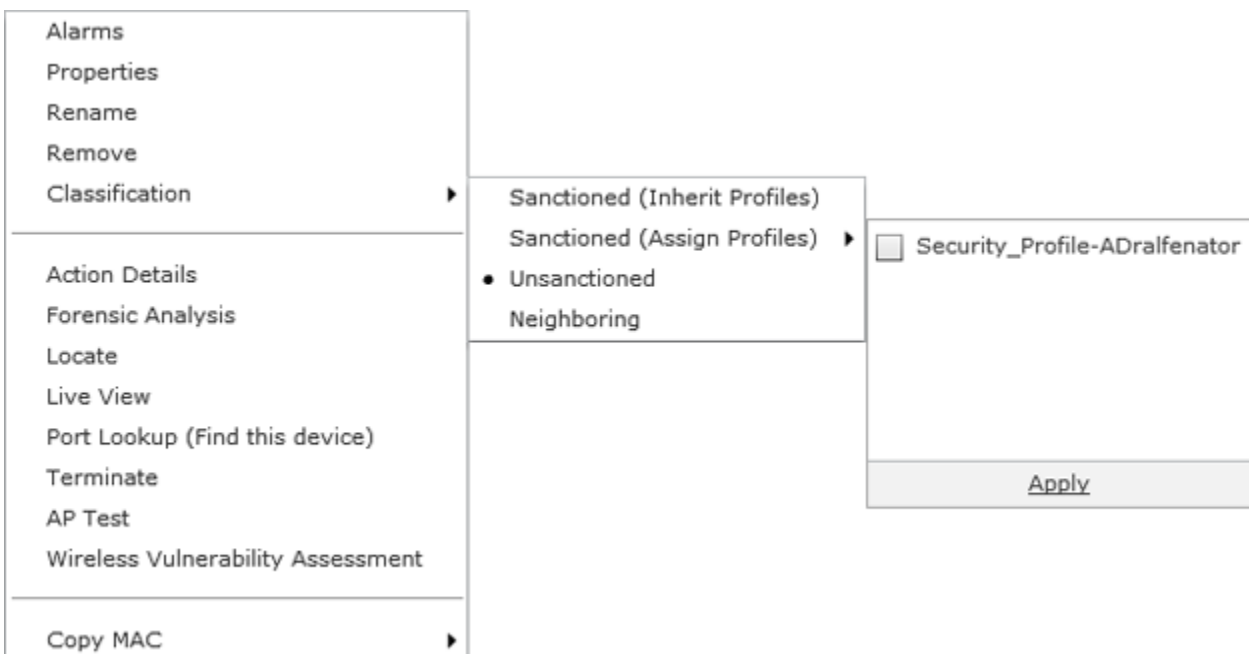 Alarms
Properties
Rename
Remove
Classification
Sanctioned (Inherit Profiles)
Sanctioned (Assign Profiles)
Security_Profile-ADralfenator
Unsanctioned
Neighboring
Apply
Action Details
Forensic Analysis
Locate
Live View
Port Lookup (Find this device)
Terminate
AP Test
Wireless Vulnerability Assessment
Copy MAC